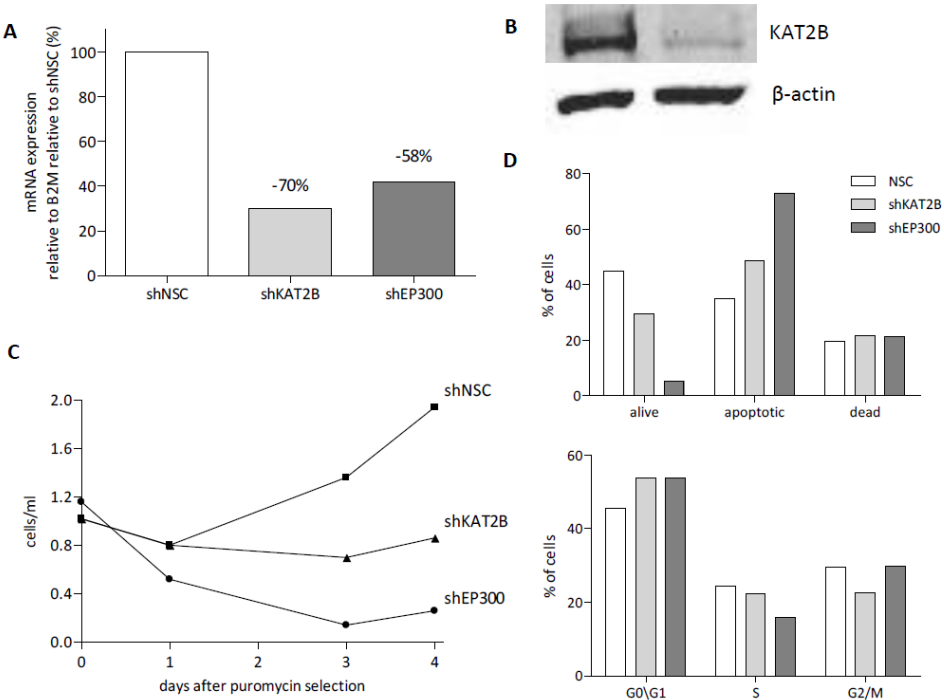 A
mRNA expression
relative to B2M relative to shNSC (%)
100
80
60
40
20
0
-70%
-58%
shNSC shKAT2B shEP300
B
KAT2B
β-actin
C
cells/ml
2.0
1.6
1.2
0.8
0.4
0.0
shNSC
shKAT2B
shEP300
0 1 2 3 4
days after puromycin selection
D
% of cells
80
60
40
20
0
NSC
shKAT2B
shEP300
alive apoptotic dead
% of cells
60
40
20
0
G0\G1 S G2/M